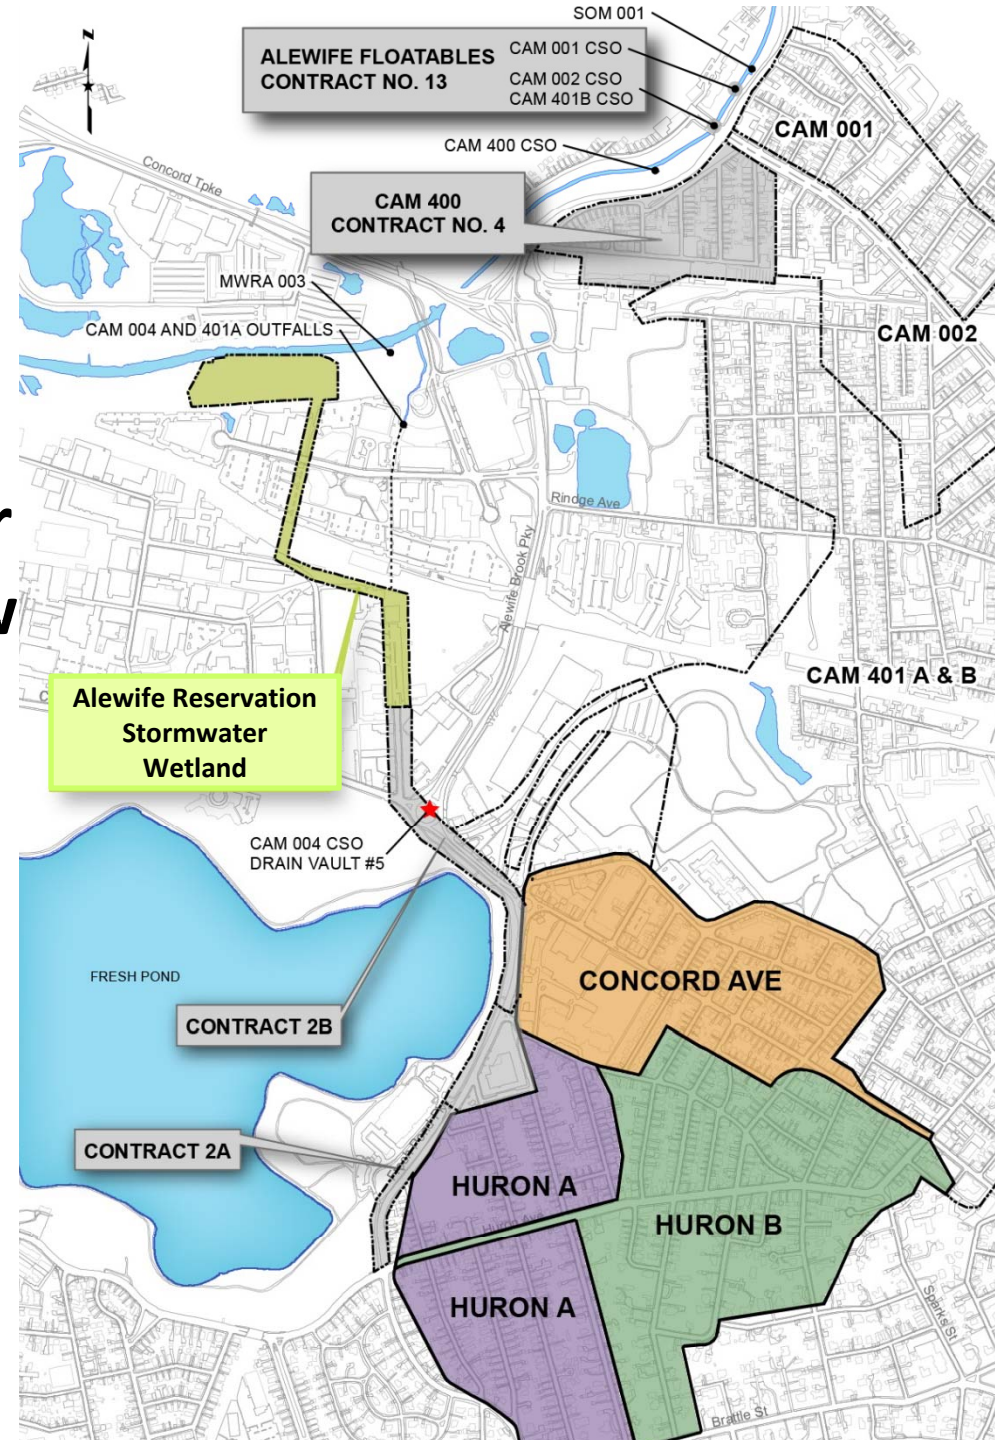 N
SOM 001
ALEWIFE FLOATABLES
CONTRACT NO. 13
CAM 001 CSO
CAM 002 CSO
CAM 401B CSO
CAM 001
CAM 400 CSO
Concord Tpke
CAM 400
CONTRACT NO. 4
MWRA 003
CAM 004 AND 401A OUTFALLS
CAM 002
Rindge Ave
Alewife Brook Pky
CAM 401 A & B
Alewife Reservation
Stormwater
Wetland
CAM 004 CSO
DRAIN VAULT #5
FRESH POND
CONCORD AVE
CONTRACT 2B
CONTRACT 2A
HURON A
Huron Ave
HURON B
HURON A
Sparks St
Brattle St